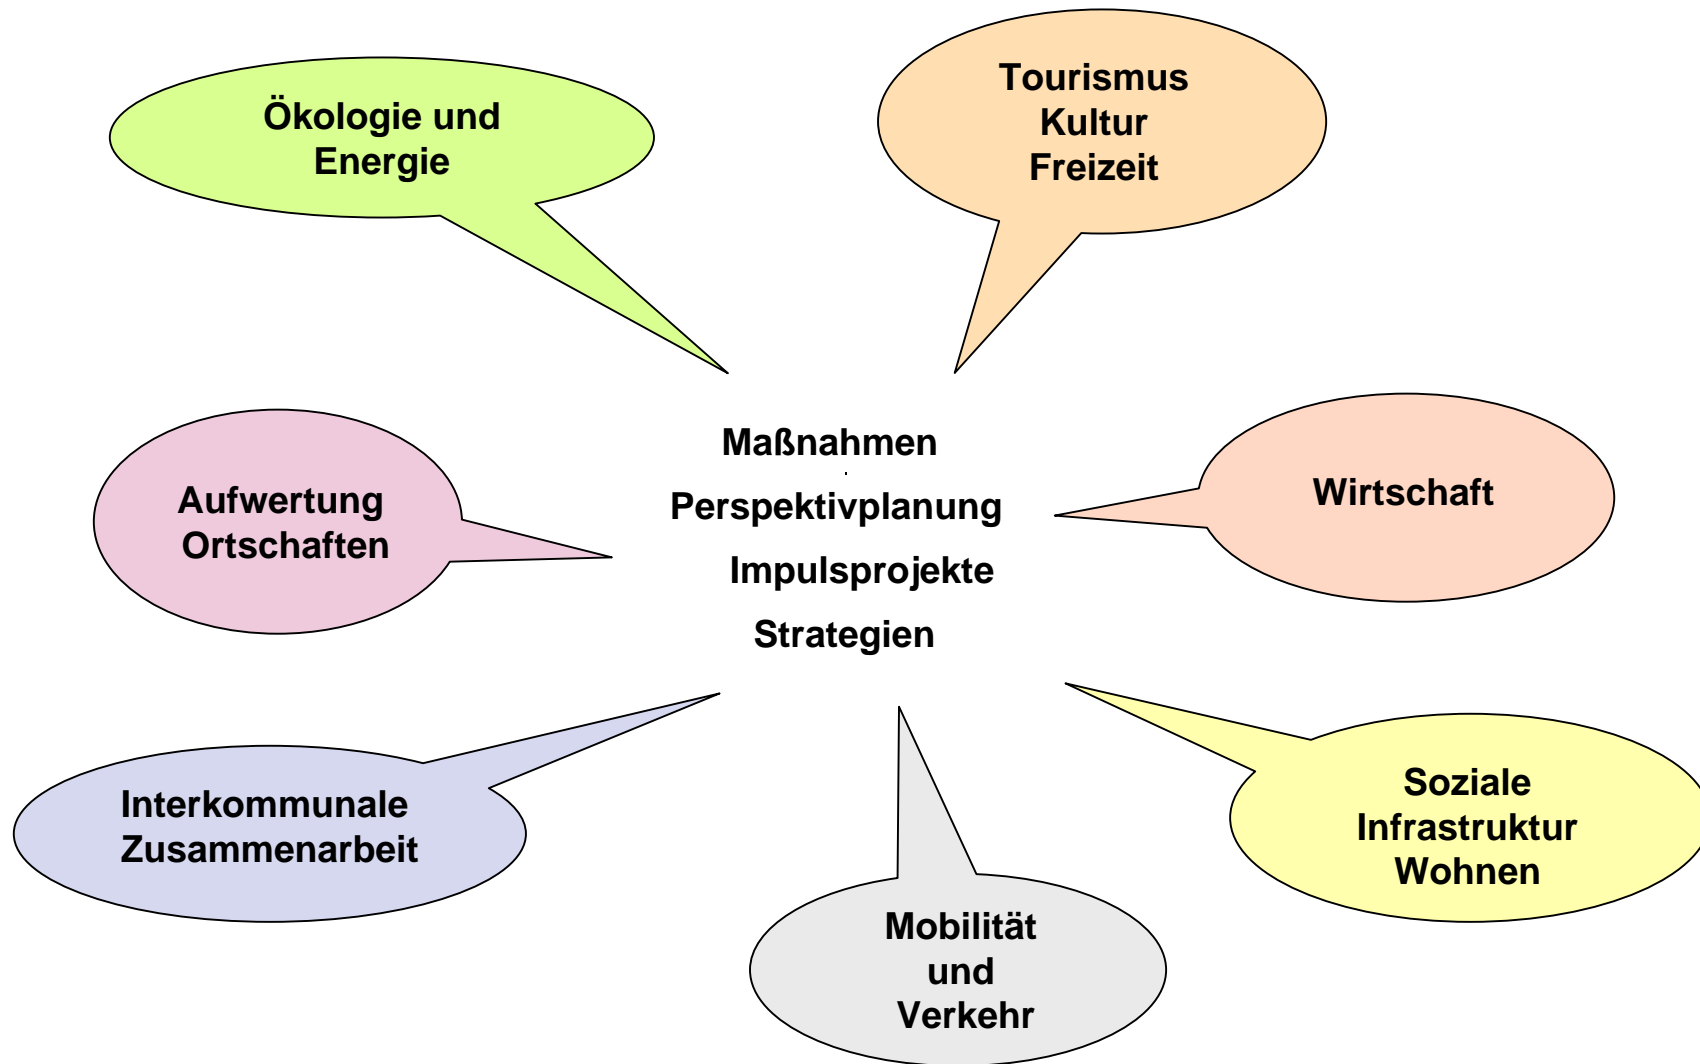 Ökologie und
Energie
Tourismus
Kultur
Freizeit
Aufwertung
Ortschaften
Maßnahmen
Perspektivplanung
Impulsprojekte
Strategien
Wirtschaft
Interkommunale
Zusammenarbeit
Mobilität
und
Verkehr
Soziale
Infrastruktur
Wohnen